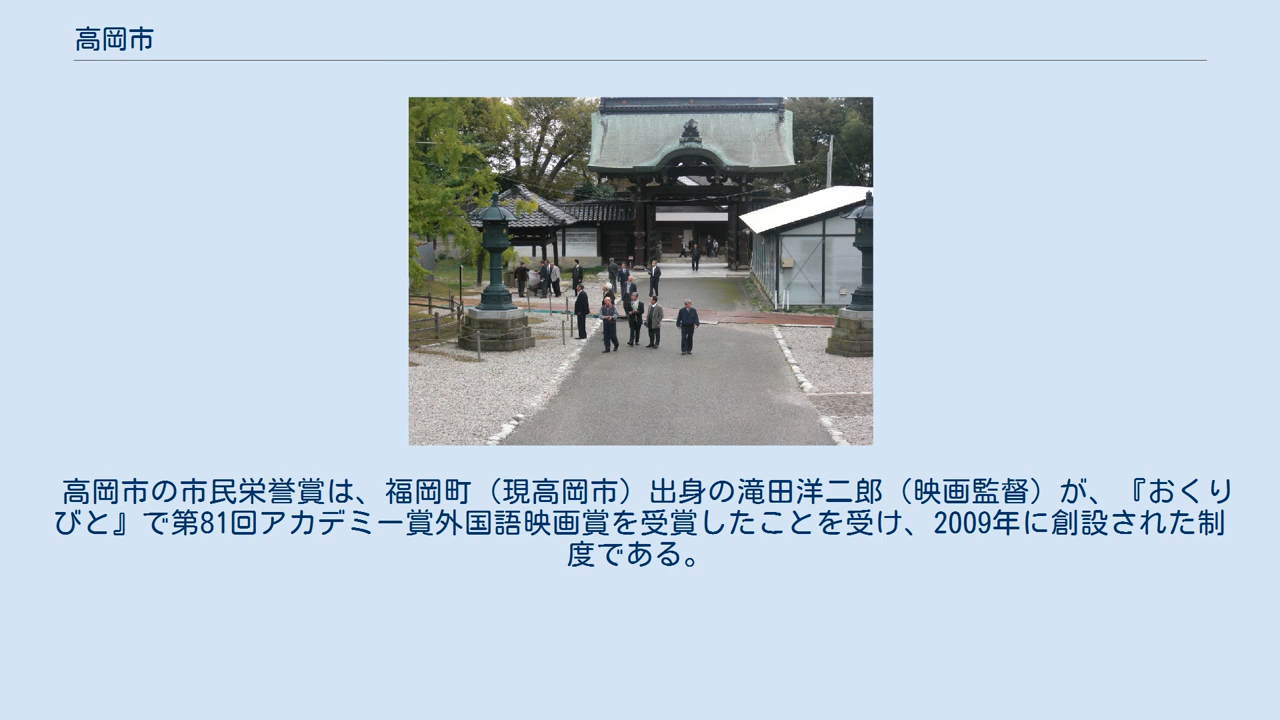 高岡市
高岡市の市民栄誉賞は、福岡町（現高岡市）出身の滝田洋二郎（映画監督）が、『おくり
びと』で第81回アカデミー賞外国語映画賞を受賞したことを受け、2009年に創設された制
度である。